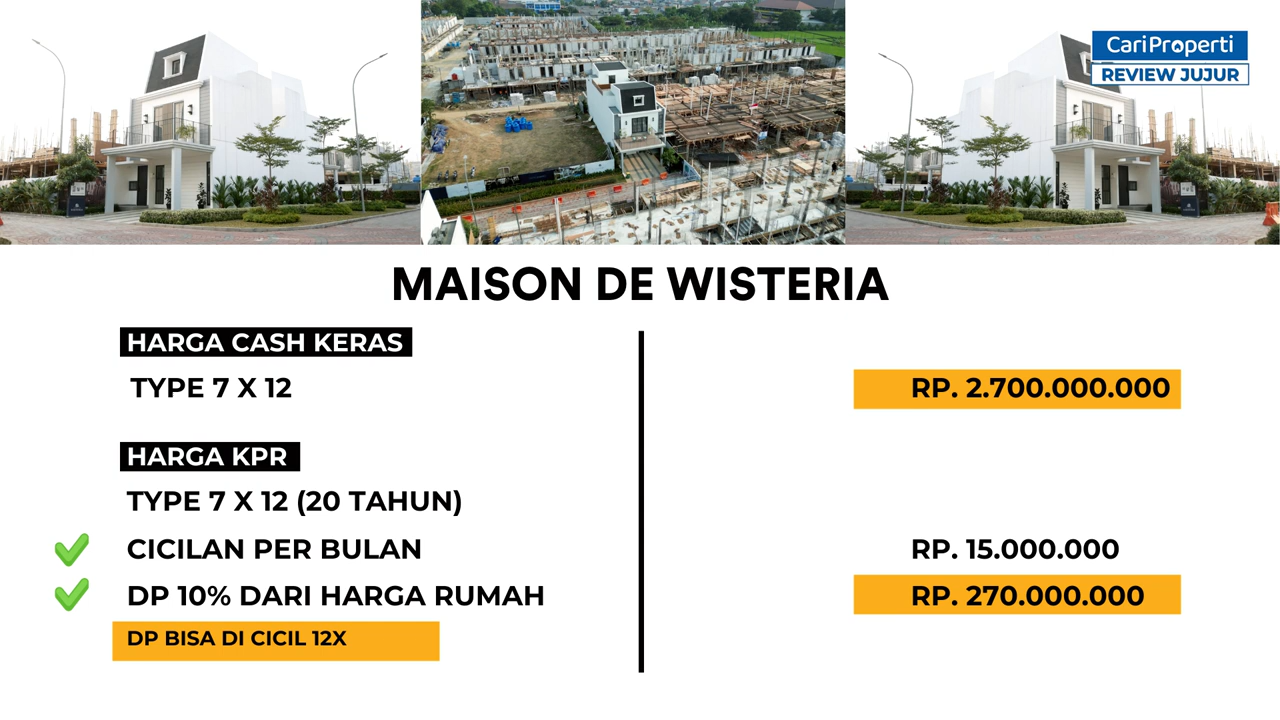 CariProperti
REVIEW JUJUR
MAISON DE WISTERIA
HARGA CASH KERAS
TYPE 7 X 12
RP. 2.700.000.000
HARGA KPR
TYPE 7 X 12 (20 TAHUN)
CICILAN PER BULAN
RP. 15.000.000
DP 10% DARI HARGA RUMAH
RP. 270.000.000
DP BISA DI CICIL 12X